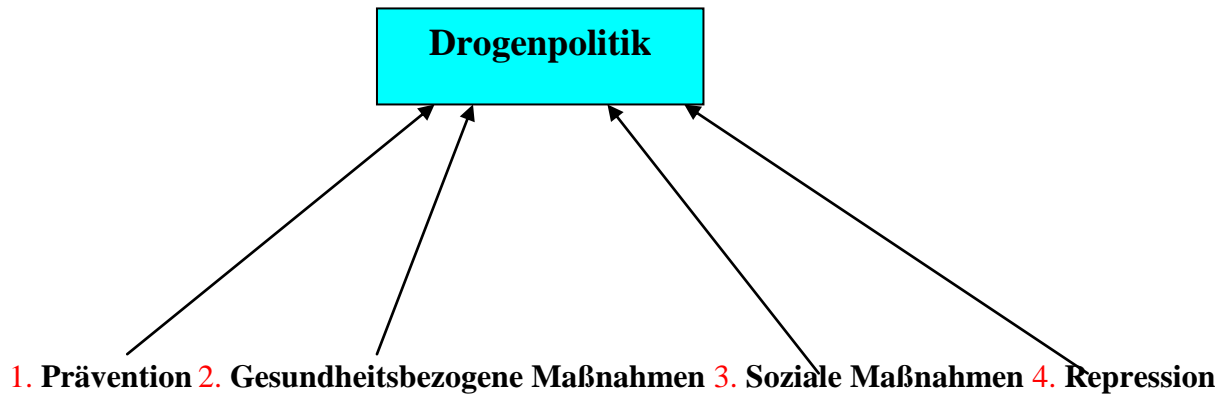 Drogenpolitik
1. Prävention 2. Gesundheitsbezogene Maßnahmen 3. Soziale Maßnahmen 4. Repression